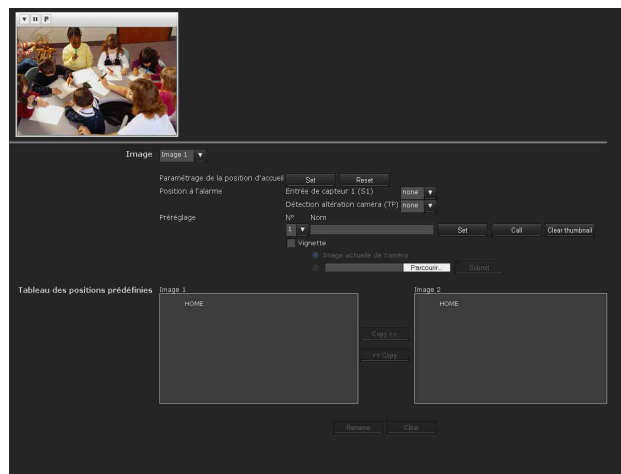 P
Image Image 1
Paramétrage de la position d'accueil Set Reset
Position à l'alarme Entrée de capteur 1 (S1) none
Détection altération caméra (TP) none
Préréglage Nº Nom
1 Set Call Clear thumbnail
Vignette
Image actuelle de caméra
Parcourir... Submit
Tableau des positions prédéfinies Image 1 Image 2
HOME HOME
Copy >>
<< Copy
Rename Clear